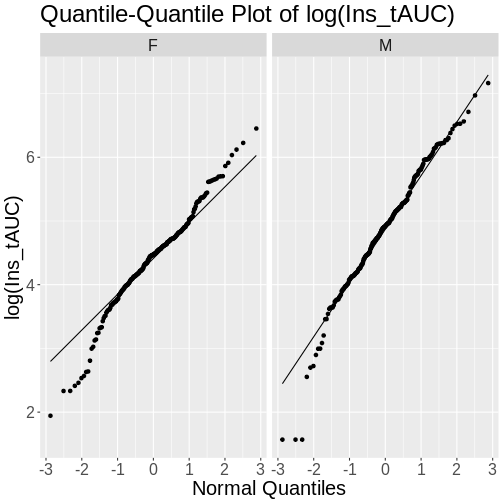 Quantile-Quantile Plot of log(Ins_tAUC)
F M
6
4
2
log(Ins_tAUC)
-3 -2 -1 0 1 2 3 -3 -2 -1 0 1 2 3
Normal Quantiles